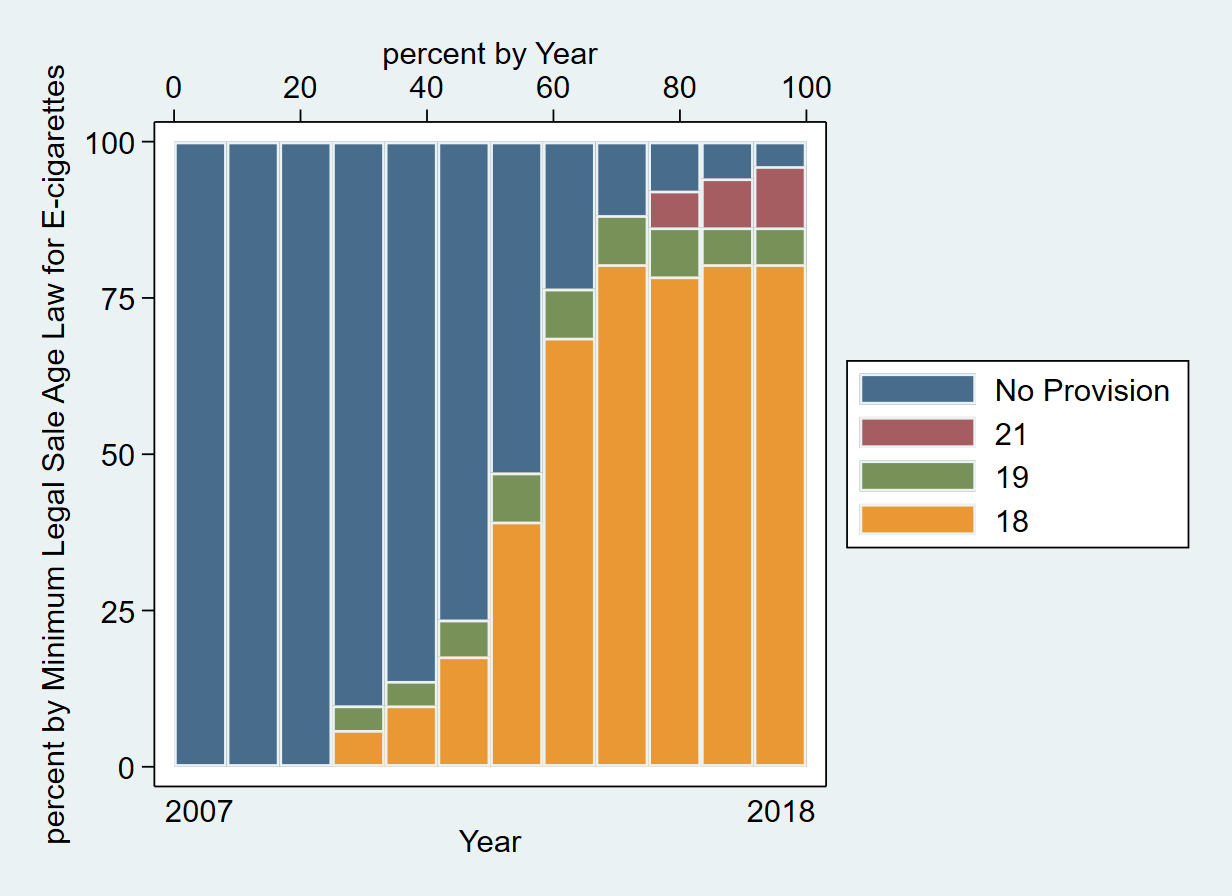 percent by Year
0 20 40 60 80 100
percent by Minimum Legal Sale Age Law for E-cigarettes
100
75
50
25
0
2007 2018
Year
No Provision
21
19
18